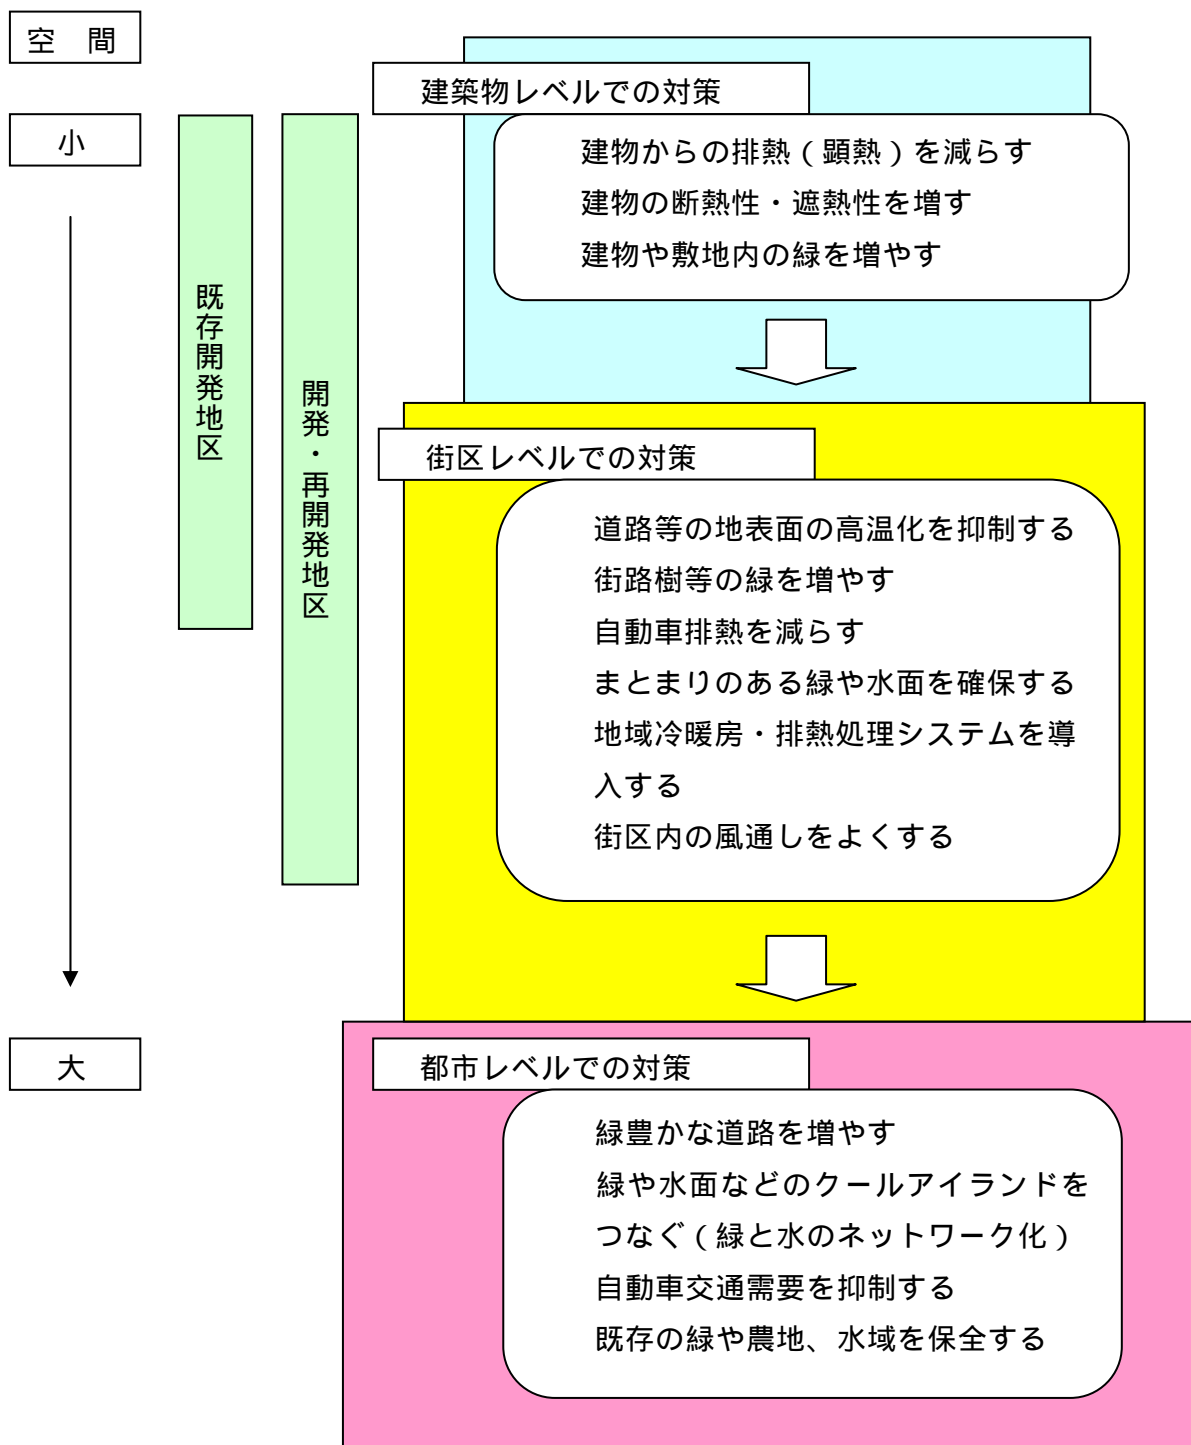 空　間
小
大
既存開発地区
開発・再開発地区
建築物レベルでの対策
建物からの排熱（顕熱）を減らす
建物の断熱性・遮熱性を増す
建物や敷地内の緑を増やす
街区レベルでの対策
道路等の地表面の高温化を抑制する
街路樹等の緑を増やす
自動車排熱を減らす
まとまりのある緑や水面を確保する
地域冷暖房・排熱処理システムを導
入する
街区内の風通しをよくする
都市レベルでの対策
緑豊かな道路を増やす
緑や水面などのクールアイランドを
つなぐ（緑と水のネットワーク化）
自動車交通需要を抑制する
既存の緑や農地、水域を保全する